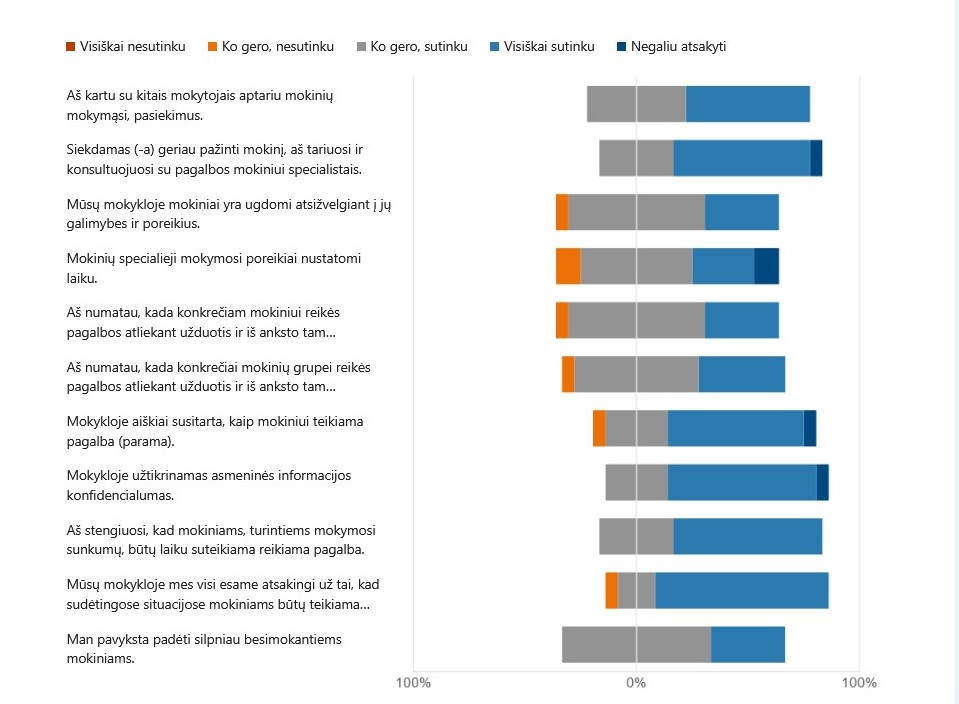 Visiškai nesutinku Ko gero, nesutinku Ko gero, sutinku Visiškai sutinku Negaliu atsakyti
Aš kartu su kitais mokytojais aptariu mokinių
mokymąsi, pasiekimus.
Siekdamas (-a) geriau pažinti mokinį, aš tariuosi ir
konsultuojuosi su pagalbos mokiniui specialistais.
Mūsų mokykloje mokiniai yra ugdomi atsižvelgiant į jų
galimybes ir poreikius.
Mokinių specialieji mokymosi poreikiai nustatomi
laiku.
Aš numatau, kada konkrečiam mokiniui reikės
pagalbos atliekant užduotis ir iš anksto tam…
Aš numatau, kada konkrečiai mokinių grupei reikės
pagalbos atliekant užduotis ir iš anksto tam…
Mokykloje aiškiai susitarta, kaip mokiniui teikiama
pagalba (parama).
Mokykloje užtikrinamas asmeninės informacijos
konfidencialumas.
Aš stengiuosi, kad mokiniams, turintiems mokymosi
sunkumų, būtų laiku suteikiama reikiama pagalba.
Mūsų mokykloje mes visi esame atsakingi už tai, kad
sudėtingose situacijose mokiniams būtų teikiama…
Man pavyksta padėti silpniau besimokantiems
mokiniams.
100% 0% 100%